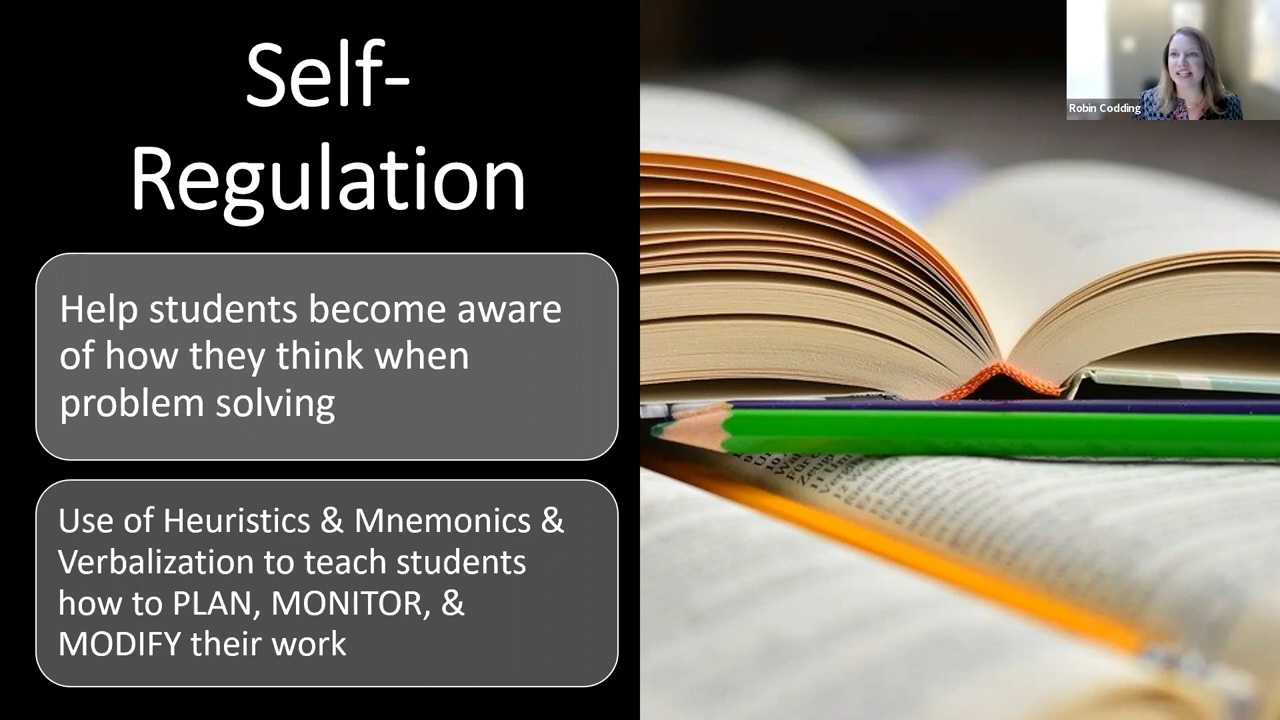 Self-
Regulation
Robin Codding
Help students become aware
of how they think when
problem solving
Use of Heuristics & Mnemonics &
Verbalization to teach students
how to PLAN, MONITOR, &
MODIFY their work